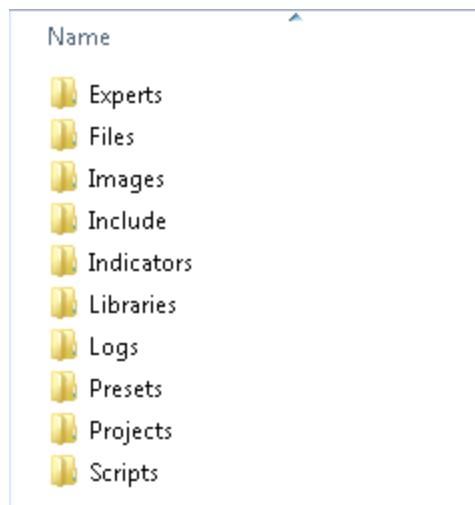 Name
Experts
Files
Images
Include
Indicators
Libraries
Logs
Presets
Projects
Scripts